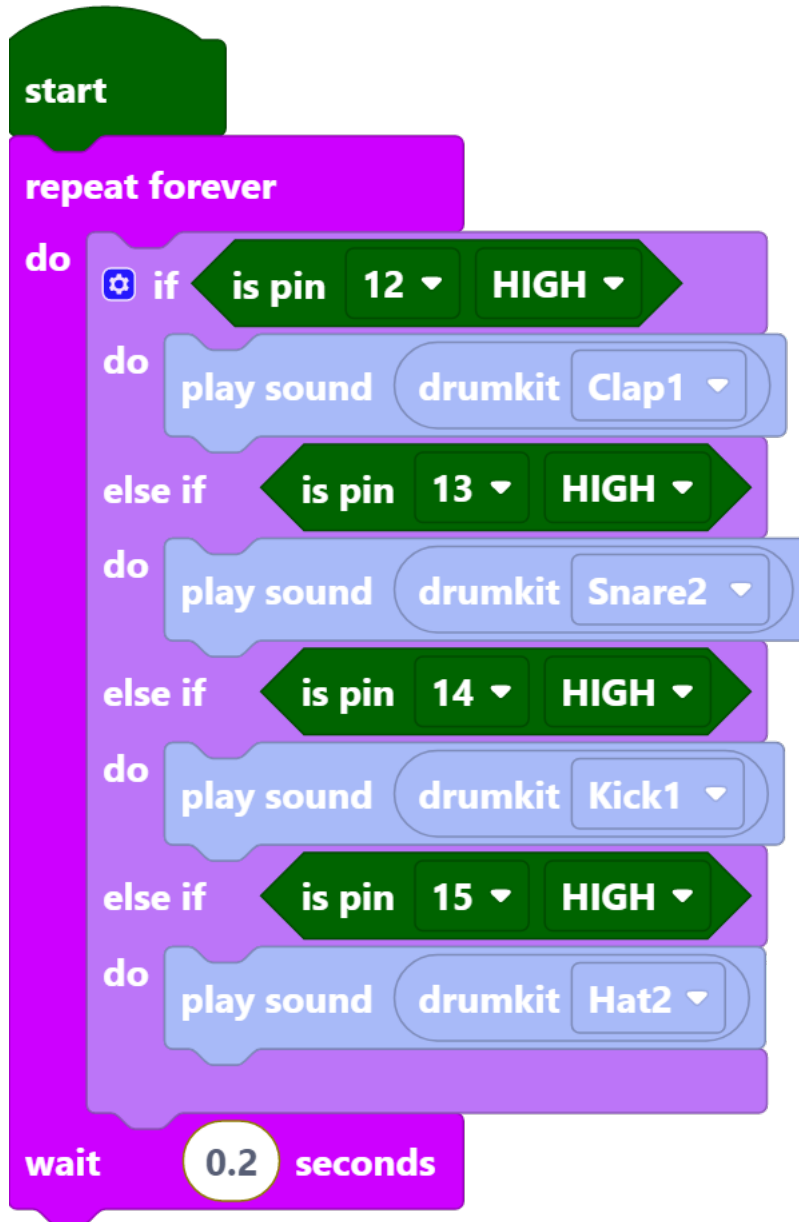 start
repeat forever
do if is pin 12 HIGH
do play sound drumkit Clap1
else if is pin 13 HIGH
do play sound drumkit Snare2
else if is pin 14 HIGH
do play sound drumkit Kick1
else if is pin 15 HIGH
do play sound drumkit Hat2
wait 0.2 seconds